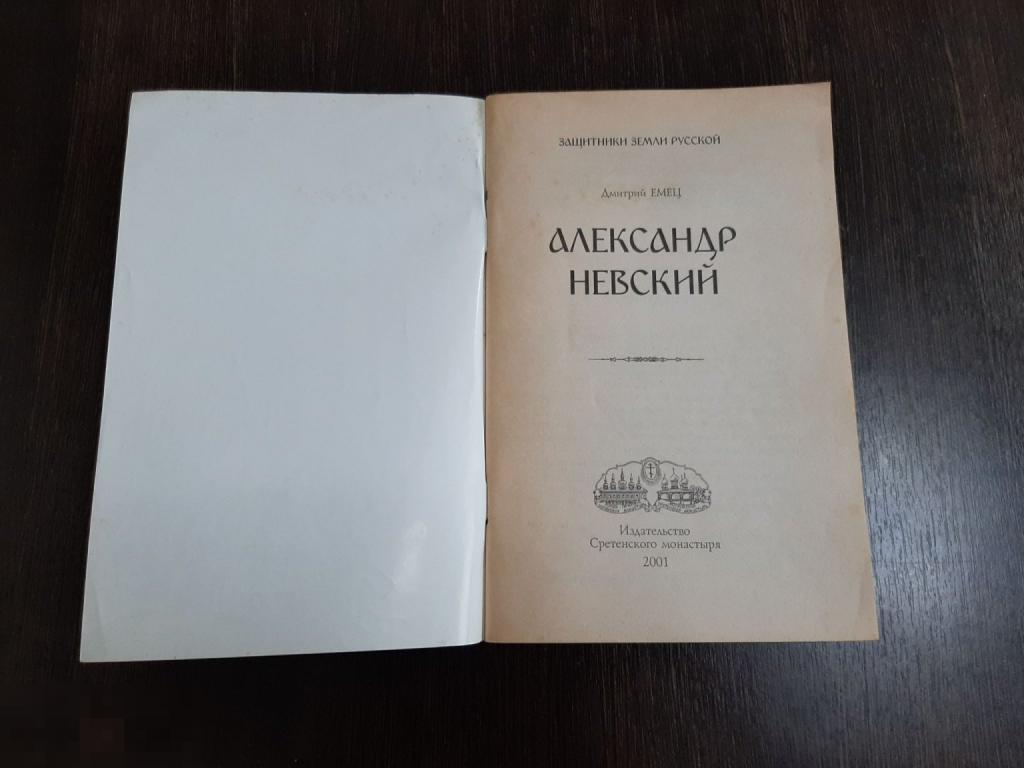 ЗАЩИТНИКИ ЗЕМЛИ РУССКОЙ
Дмитрий ЕМЕЦ
АЛЕКСАНДР
НЕВСКИЙ
Издательство
Сретенского монастыря
2001